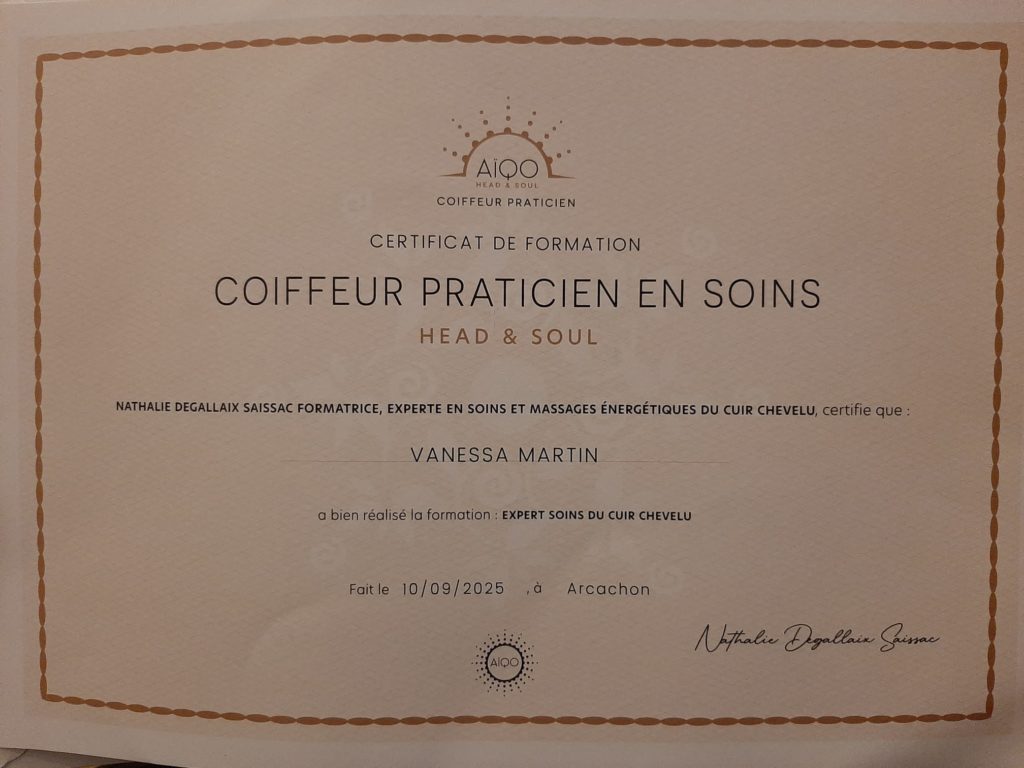 AÏQO
HEAD & SOUL
COIFFEUR PRATICIEN
CERTIFICAT DE FORMATION
COIFFEUR PRATICIEN EN SOINS
HEAD & SOUL
NATHALIE DEGALLAIX SAISSAC FORMATRICE, EXPERTE EN SOINS ET MASSAGES ÉNERGÉTIQUES DU CUIR CHEVELU, certifie que :
VANESSA MARTIN
a bien réalisé la formation : EXPERT SOINS DU CUIR CHEVELU
Fait le 10/09/2025 , à Arcachon
Nathalie Degallaix Saissac
AÏQO